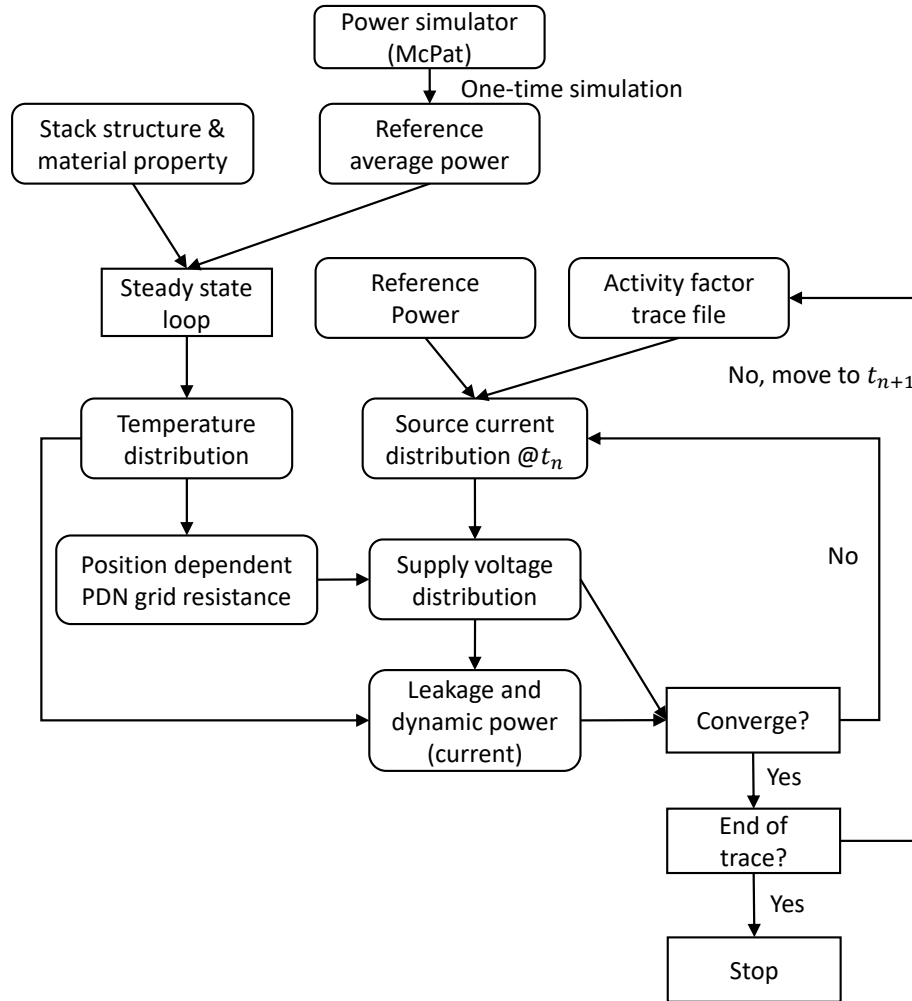 Power simulator
(McPat)
One-time simulation
Stack structure &
material property
Reference
average power
Steady state
loop
Reference
Power
Activity factor
trace file
No, move to tₙ₊₁
Temperature
distribution
Source current
distribution @tₙ
No
Position dependent
PDN grid resistance
Supply voltage
distribution
Leakage and
dynamic power
(current)
Converge?
Yes
End of
trace?
Yes
Stop